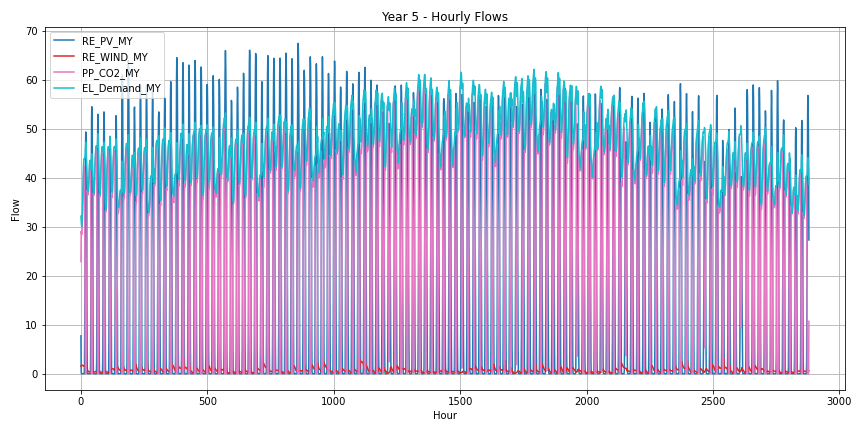 Year 5 - Hourly Flows
RE_PV_MY
RE_WIND_MY
PP_CO2_MY
EL_Demand_MY
70
60
50
40
30
20
10
0
Flow
0 500 1000 1500 2000 2500 3000
Hour